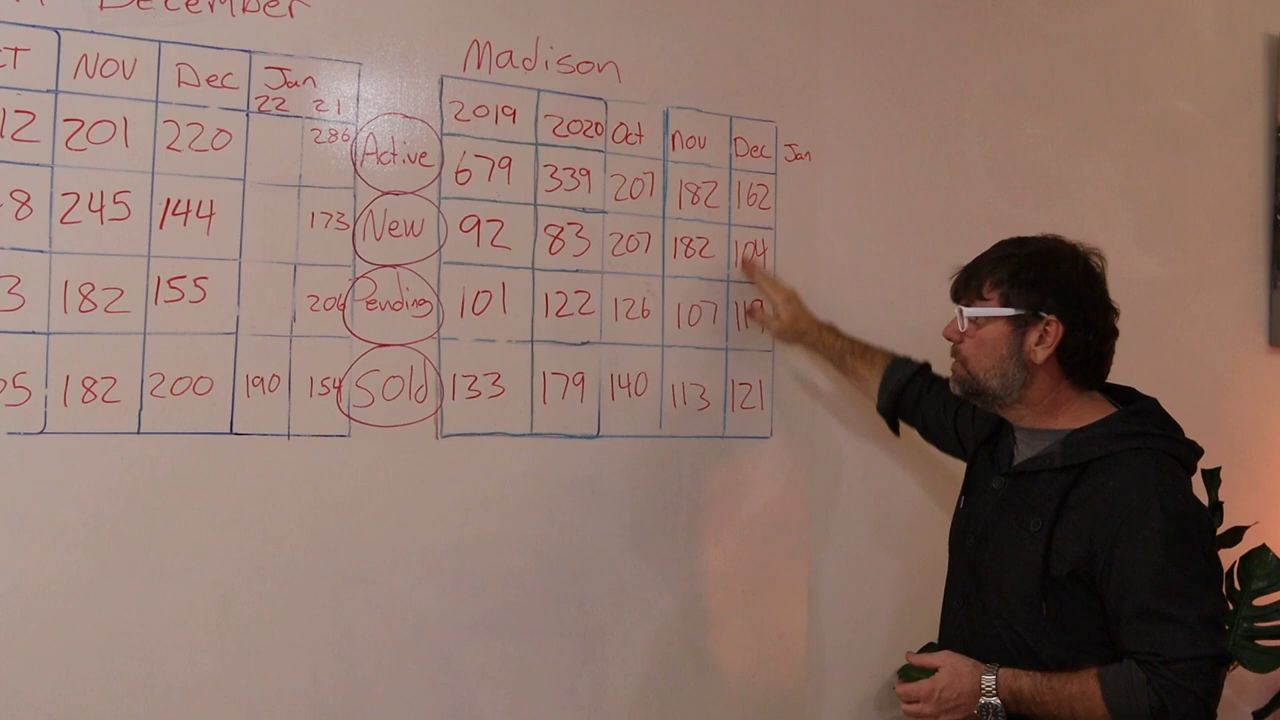 December
Madison
CT NOV Dec Jan
22 21
2019 2020 Oct Nov Dec Jan
12 201 220 286 Active 679 339 207 182 162
8 245 144 173 New 92 83 207 182 104
3 182 155 206 Pending 101 122 126 107
05 182 200 190 154 Sold 133 179 140 113 121